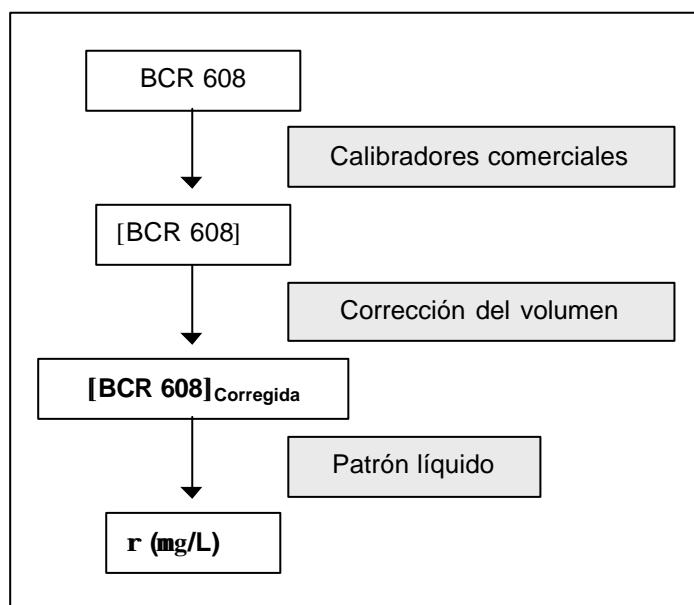 BCR 608
Calibradores comerciales
[BCR 608]
Corrección del volumen
[BCR 608]Corregida
Patrón líquido
r (mg/L)